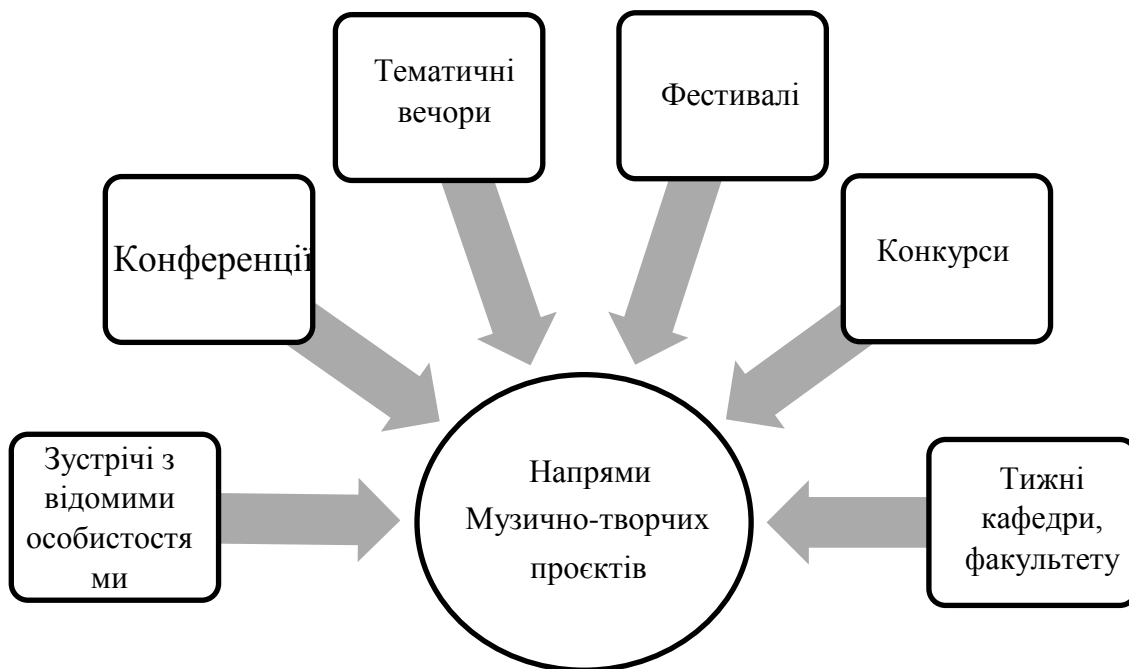 Тематичні
вечори
Фестивалі
Конференції
Конкурси
Зустрічі з
відомими
особистостя
ми
Напрями
Музично-творчих
проєктів
Тижні
кафедри,
факультету